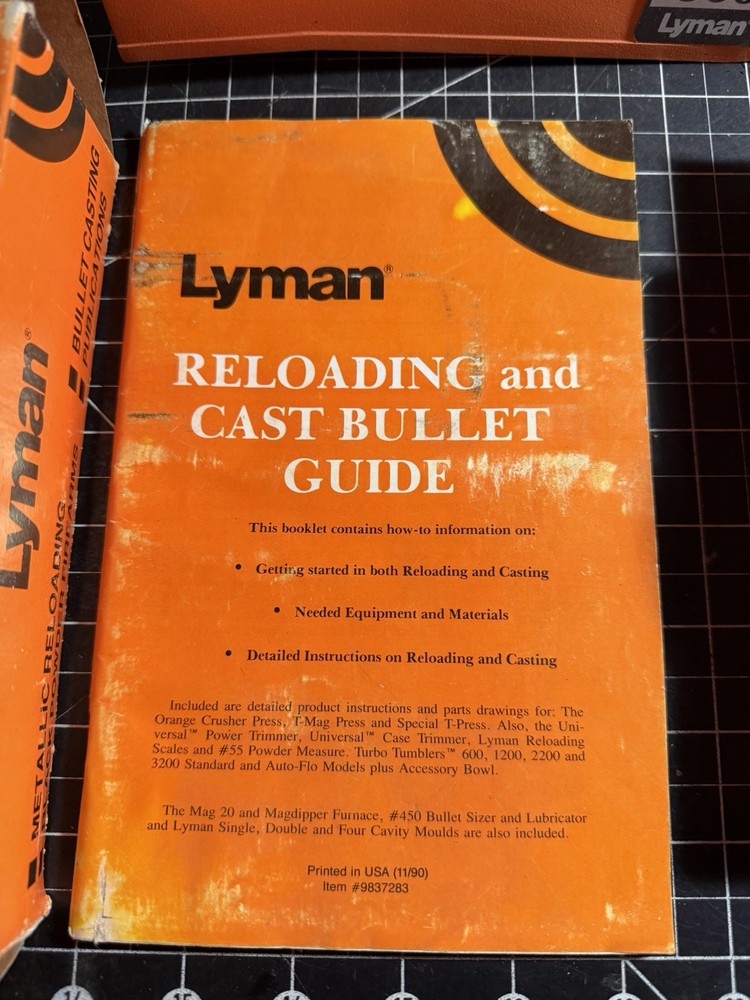 Lyman
Lyman®
RELOADING and
CAST BULLET
GUIDE
This booklet contains how-to information on:
• Getting started in both Reloading and Casting
• Needed Equipment and Materials
• Detailed Instructions on Reloading and Casting
Included are detailed product instructions and parts drawings for: The
Orange Crusher Press, T-Mag Press and Special T-Press. Also, the Uni-
versal™ Power Trimmer, Universal™ Case Trimmer, Lyman Reloading
Scales and #55 Powder Measure. Turbo Tumblers™ 600, 1200, 2200 and
3200 Standard and Auto-Flo Models plus Accessory Bowl.
The Mag 20 and Magdipper Furnace, #450 Bullet Sizer and Lubricator
and Lyman Single, Double and Four Cavity Moulds are also included.
Printed in USA (11/90)
Item #9837283
Lyman®
■ BULLET CASTING
PUBLICATIONS
■ METALLIC RELOADING
BLACK POWDER FIREARMS
14
15